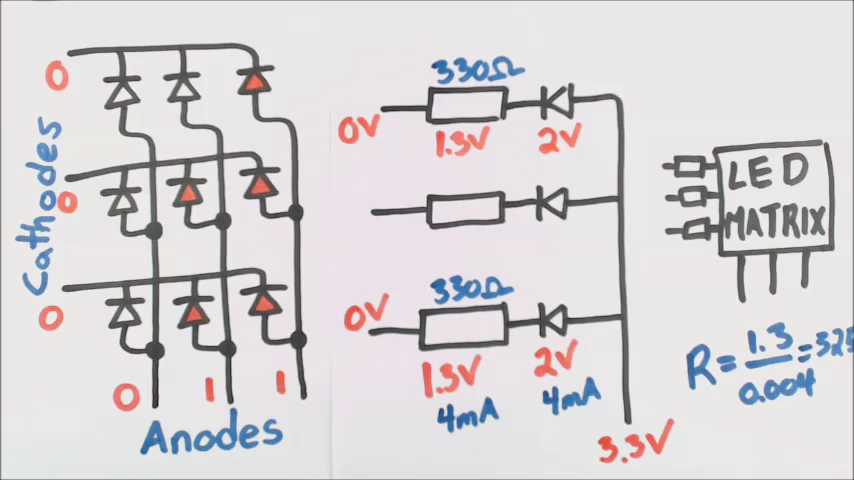 Cathodes
0
0
0
0 1 1
Anodes
330Ω
0V 1.3V 2V
330Ω
0V
1.3V 2V
4mA 4mA
3.3V
LED
MATRIX
R = 1.3 = 325
0.004